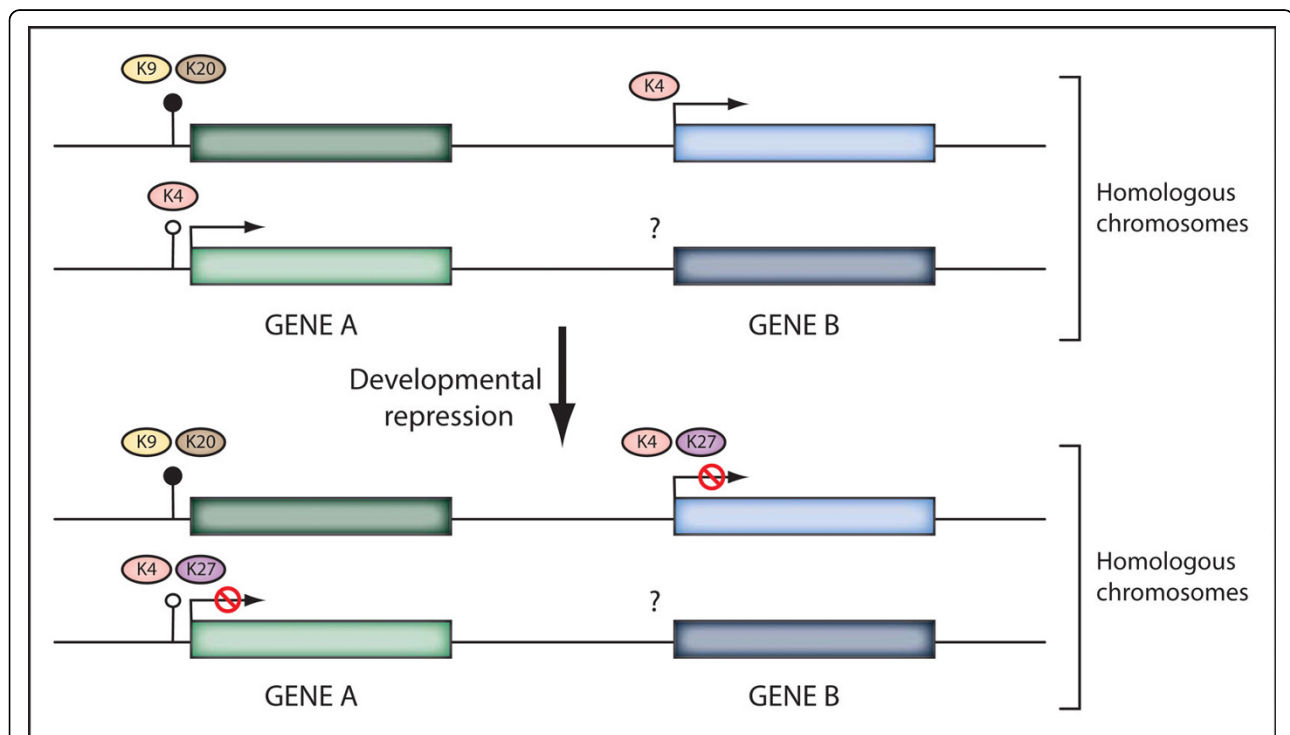 K9 K20
K4
K4
?
Homologous
chromosomes
GENE A
GENE B
Developmental
repression
K9 K20
K4 K27
K4 K27
?
Homologous
chromosomes
GENE A
GENE B